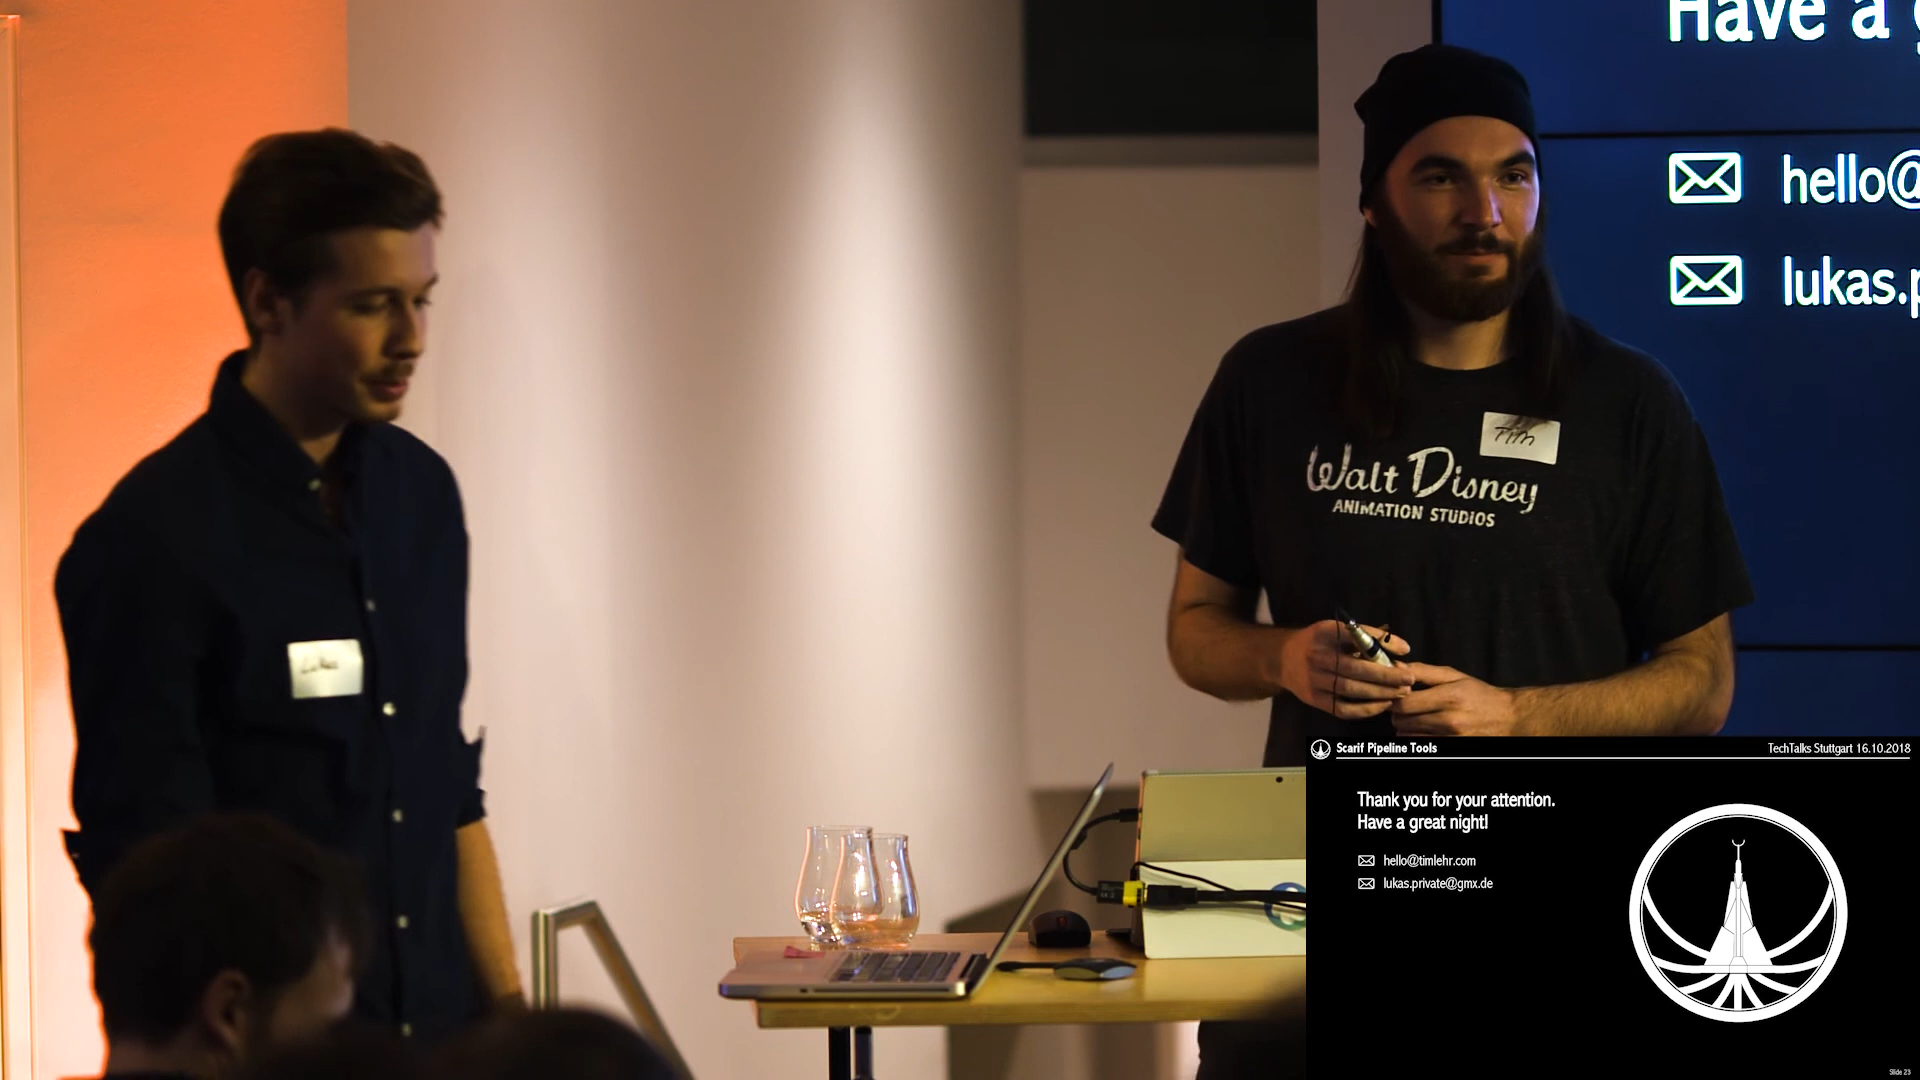 Have a
hello@
lukas.p
Tim
Walt Disney
ANIMATION STUDIOS
Scarif Pipeline Tools
TechTalks Stuttgart 16.10.2018
Thank you for your attention.
Have a great night!
hello@timlehr.com
lukas.private@gmx.de
Slide 23